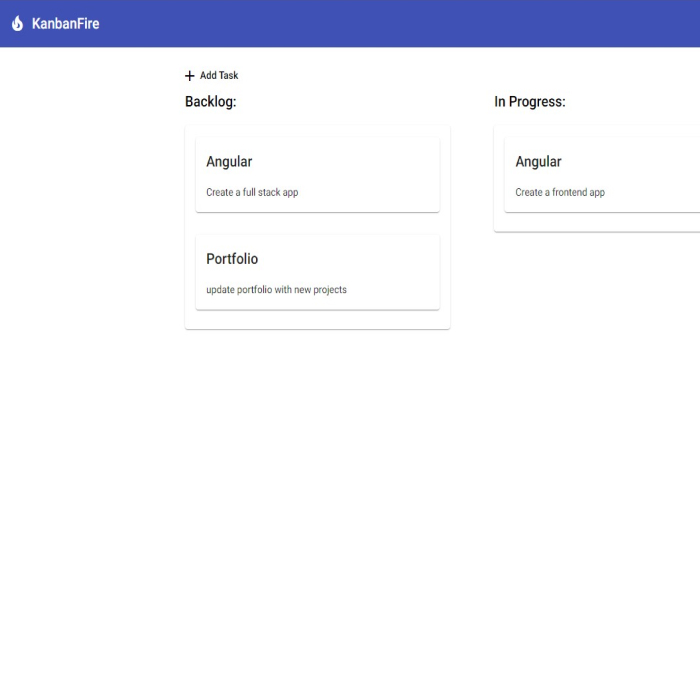 KanbanFire
Add Task
Backlog:
Angular
Create a full stack app
Portfolio
update portfolio with new projects
In Progress:
Angular
Create a frontend app